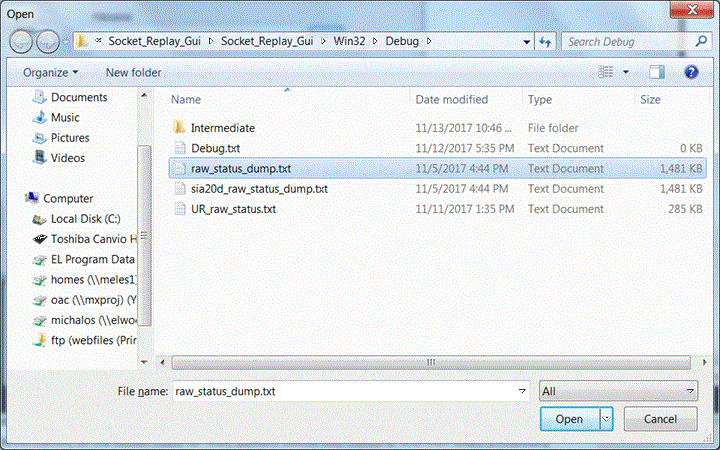 Open
« Socket_Replay_Gui Socket_Replay_Gui Win32 Debug Search Debug
Organize New folder
Documents
Music
Pictures
Videos
Computer
Local Disk (C:)
Toshiba Canvio H
EL Program Data
homes (\\meles1)
oac (\\mxproj) (Y
michalos (\\elwoo
ftp (webfiles (Prin
Name Date modified Type Size
Intermediate 11/13/2017 10:46 ... File folder
Debug.txt 11/12/2017 5:35 PM Text Document 0 KB
raw_status_dump.txt 11/5/2017 4:44 PM Text Document 1,481 KB
sia20d_raw_status_dump.txt 11/5/2017 4:44 PM Text Document 1,481 KB
UR_raw_status.txt 11/11/2017 1:35 PM Text Document 285 KB
File name: raw_status_dump.txt All
Open Cancel